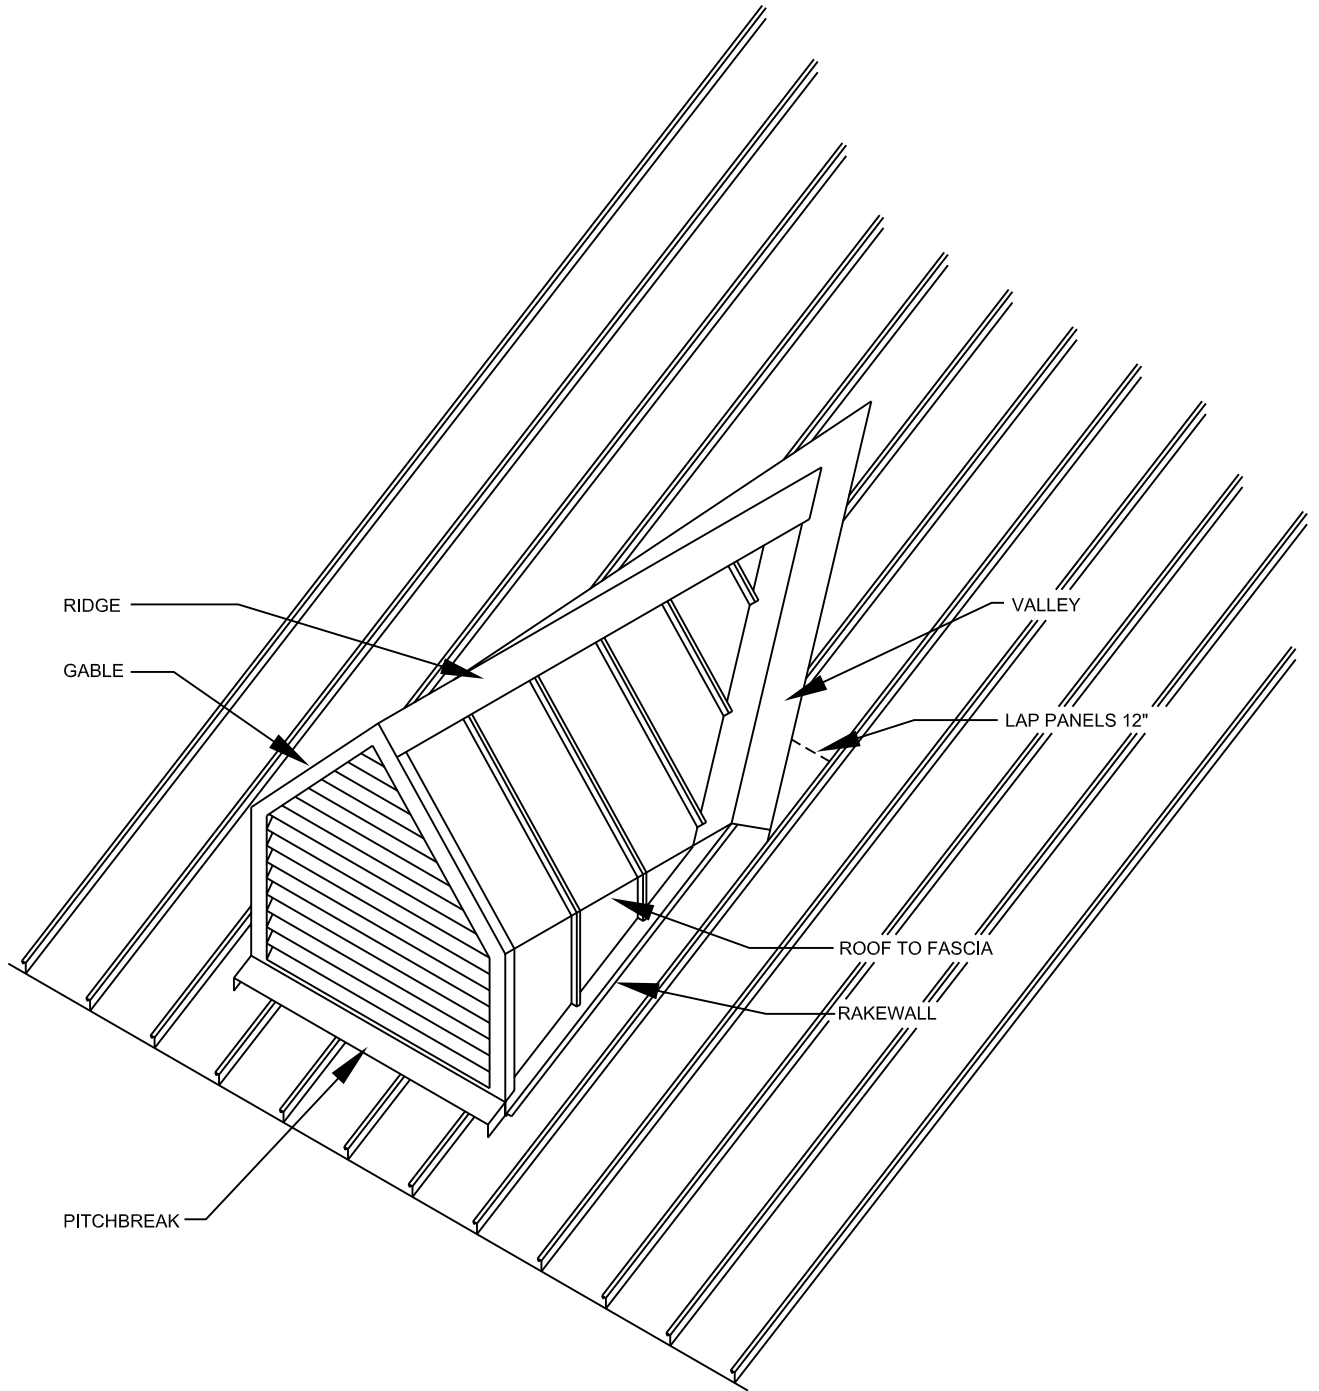 RIDGE
VALLEY
GABLE
LAP PANELS 12"
ROOF TO FASCIA
RAKEWALL
PITCHBREAK